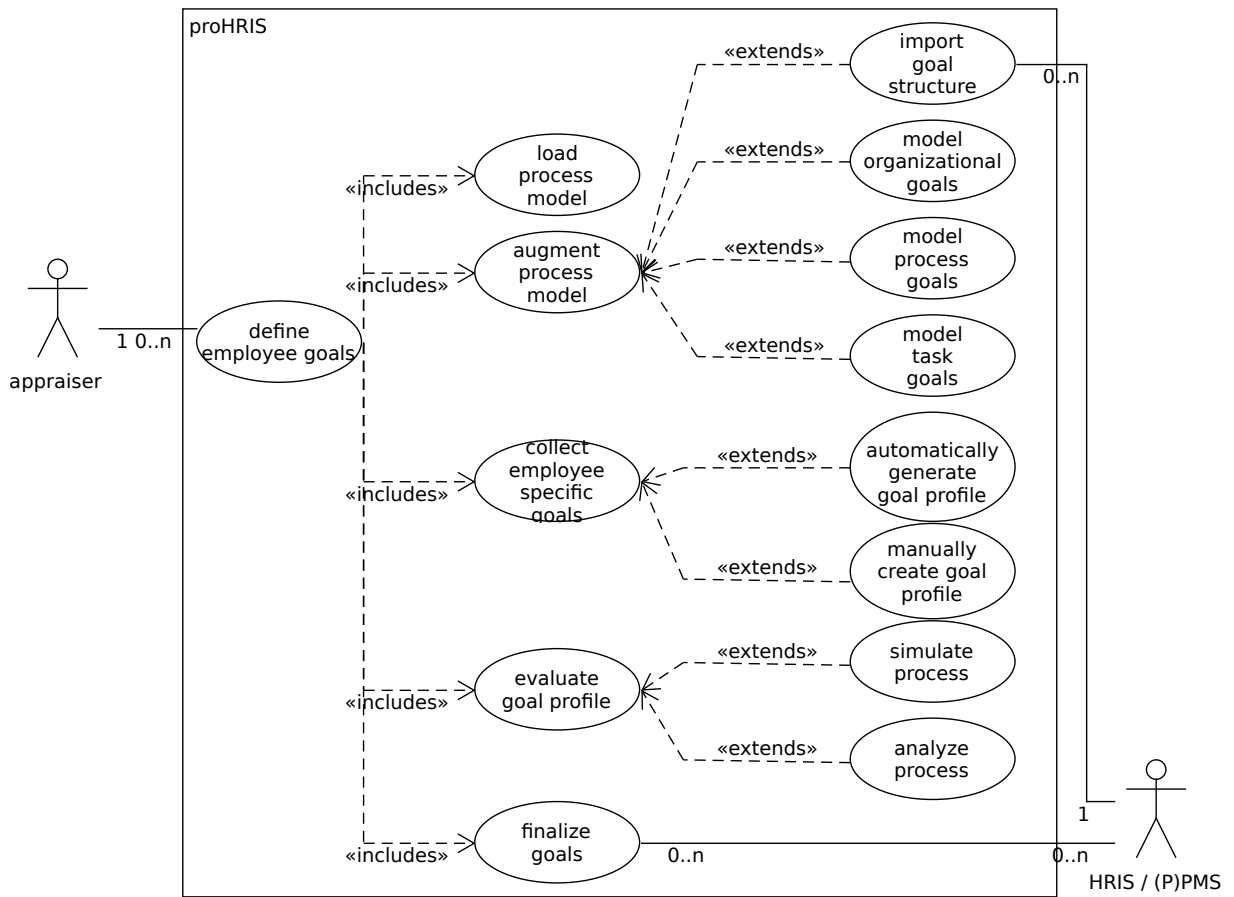 proHRIS
«extends»
import
goal
structure
0..n
«extends»
model
organizational
goals
load
process
model
«includes»
«extends»
model
process
goals
augment
process
model
«includes»
1 0..n
define
employee goals
appraiser
«extends»
model
task
goals
collect
employee
specific
goals
«includes»
«extends»
automatically
generate
goal profile
«extends»
manually
create goal
profile
«extends»
simulate
process
evaluate
goal profile
«includes»
«extends»
analyze
process
1
finalize
goals
«includes»
0..n
0..n
HRIS / (P)PMS